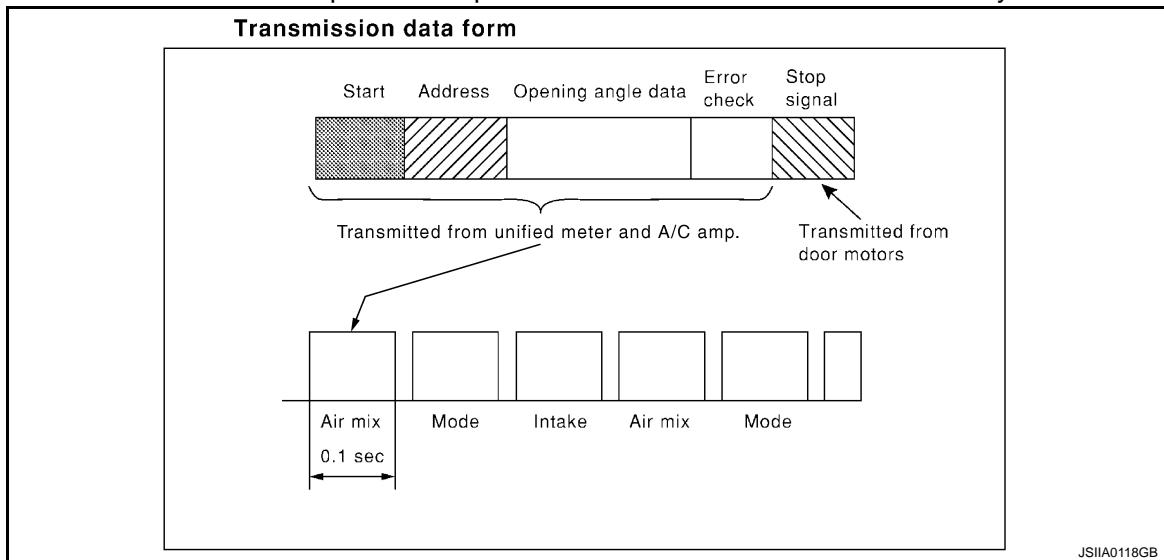 Transmission data form
Start Address Opening angle data Error check Stop signal
Transmitted from unified meter and A/C amp.
Transmitted from
door motors
Air mix Mode Intake Air mix Mode
0.1 sec
JSIIA0118GB